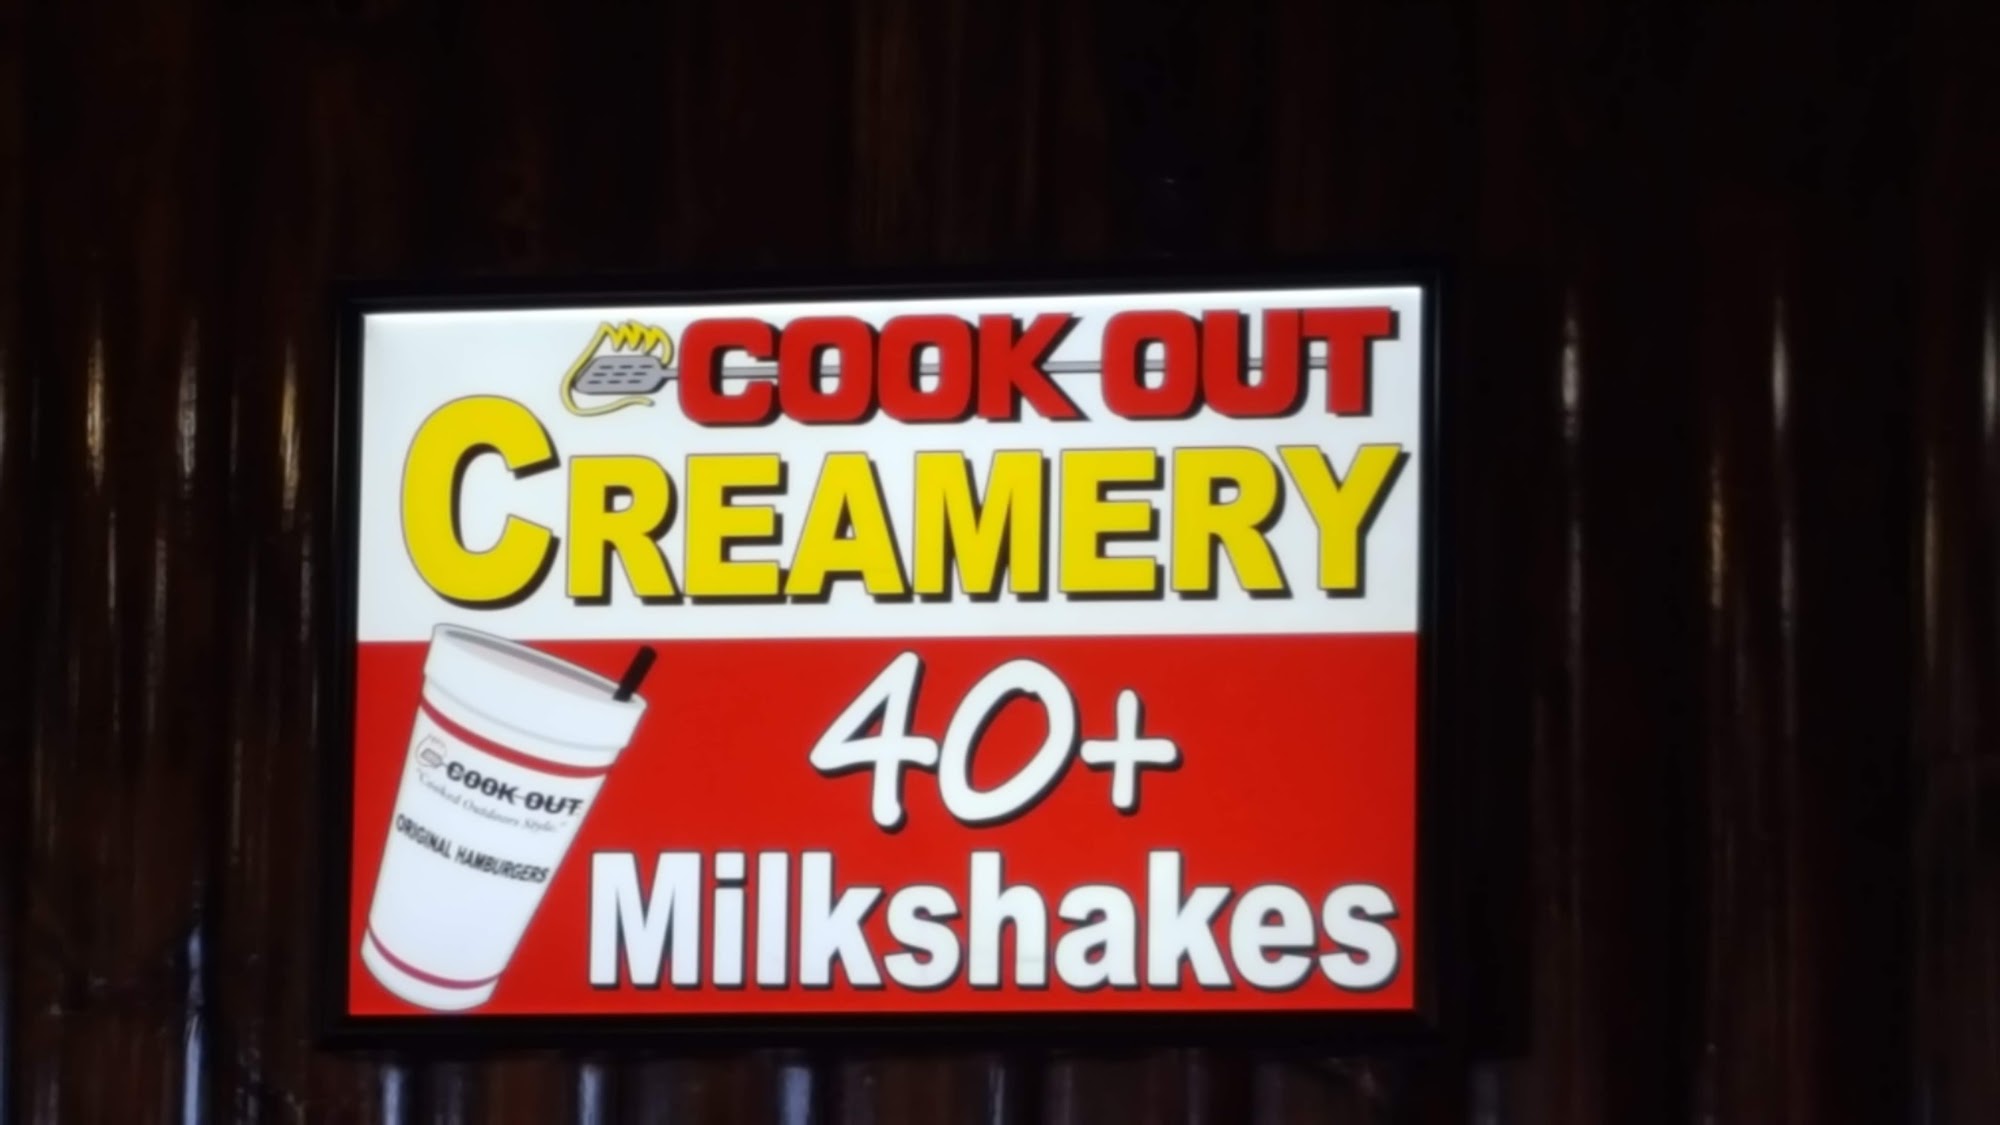 COOK OUT
CREAMERY
40+
Milkshakes
COOK OUT
"Cooked Outdoors Style."
ORIGINAL HAMBURGERS